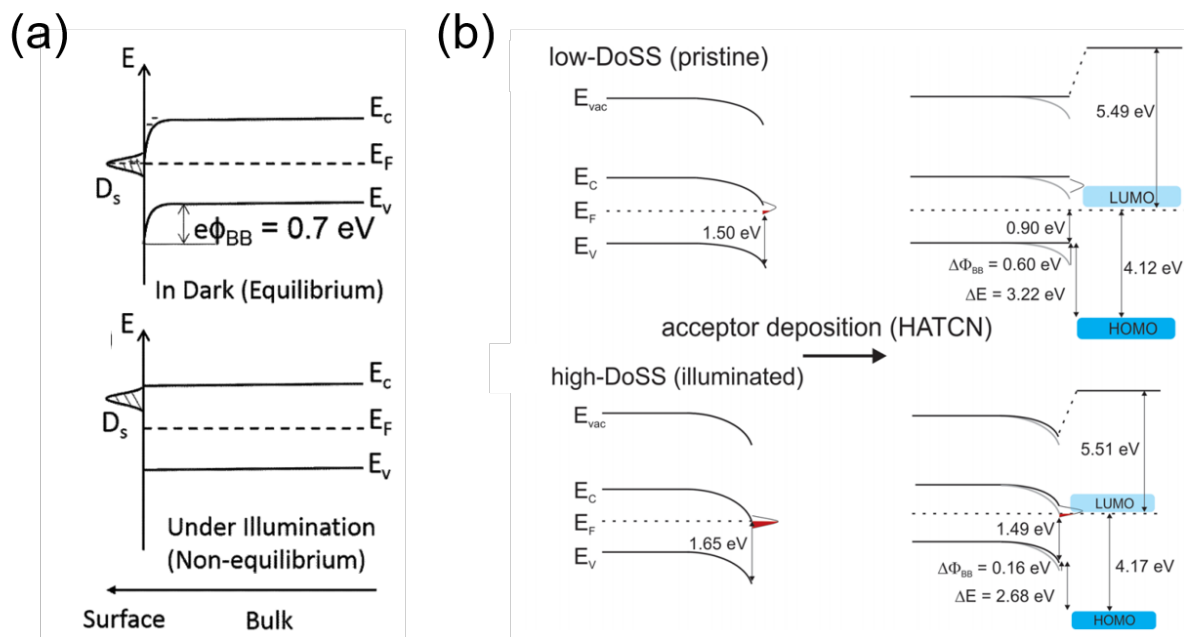 (a)
E
E_c
E_F
D_s
E_v
eϕ_BB = 0.7 eV
In Dark (Equilibrium)
E
E_c
D_s
E_F
E_v
Under Illumination
(Non-equilibrium)
Surface Bulk
(b)
low-DoSS (pristine)
E_vac
5.49 eV
E_C
LUMO
E_F
1.50 eV
0.90 eV
E_V
ΔΦ_BB = 0.60 eV
4.12 eV
ΔE = 3.22 eV
HOMO
acceptor deposition (HATCN)
high-DoSS (illuminated)
E_vac
5.51 eV
E_C
LUMO
E_F
1.65 eV
1.49 eV
E_V
ΔΦ_BB = 0.16 eV
4.17 eV
ΔE = 2.68 eV
HOMO